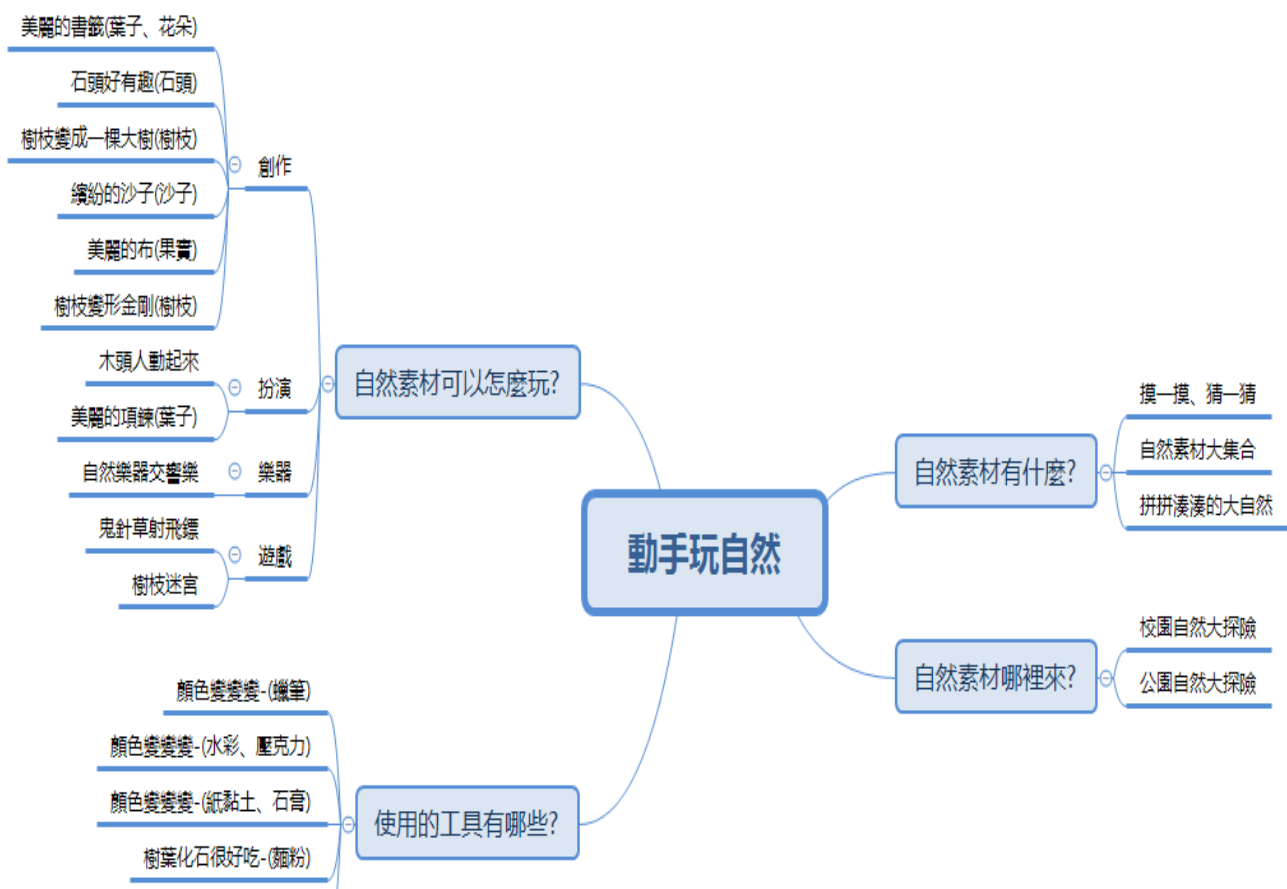 動手玩自然
自然素材有什麼?
摸一摸、猜一猜
自然素材大集合
拼拼湊湊的大自然
自然素材哪裡來?
校園自然大探險
公園自然大探險
自然素材可以怎麼玩?
創作
美麗的書籤(葉子、花朵)
石頭好有趣(石頭)
樹枝變成一棵大樹(樹枝)
繽紛的沙子(沙子)
美麗的布(果實)
樹枝變形金剛(樹枝)
扮演
木頭人動起來
美麗的項鍊(葉子)
樂器
自然樂器交響樂
遊戲
鬼針草射飛鏢
樹枝迷宮
使用的工具有哪些?
顏色變變變-(蠟筆)
顏色變變變-(水彩、壓克力)
顏色變變變-(紙黏土、石膏)
樹葉化石很好吃-(麵粉)